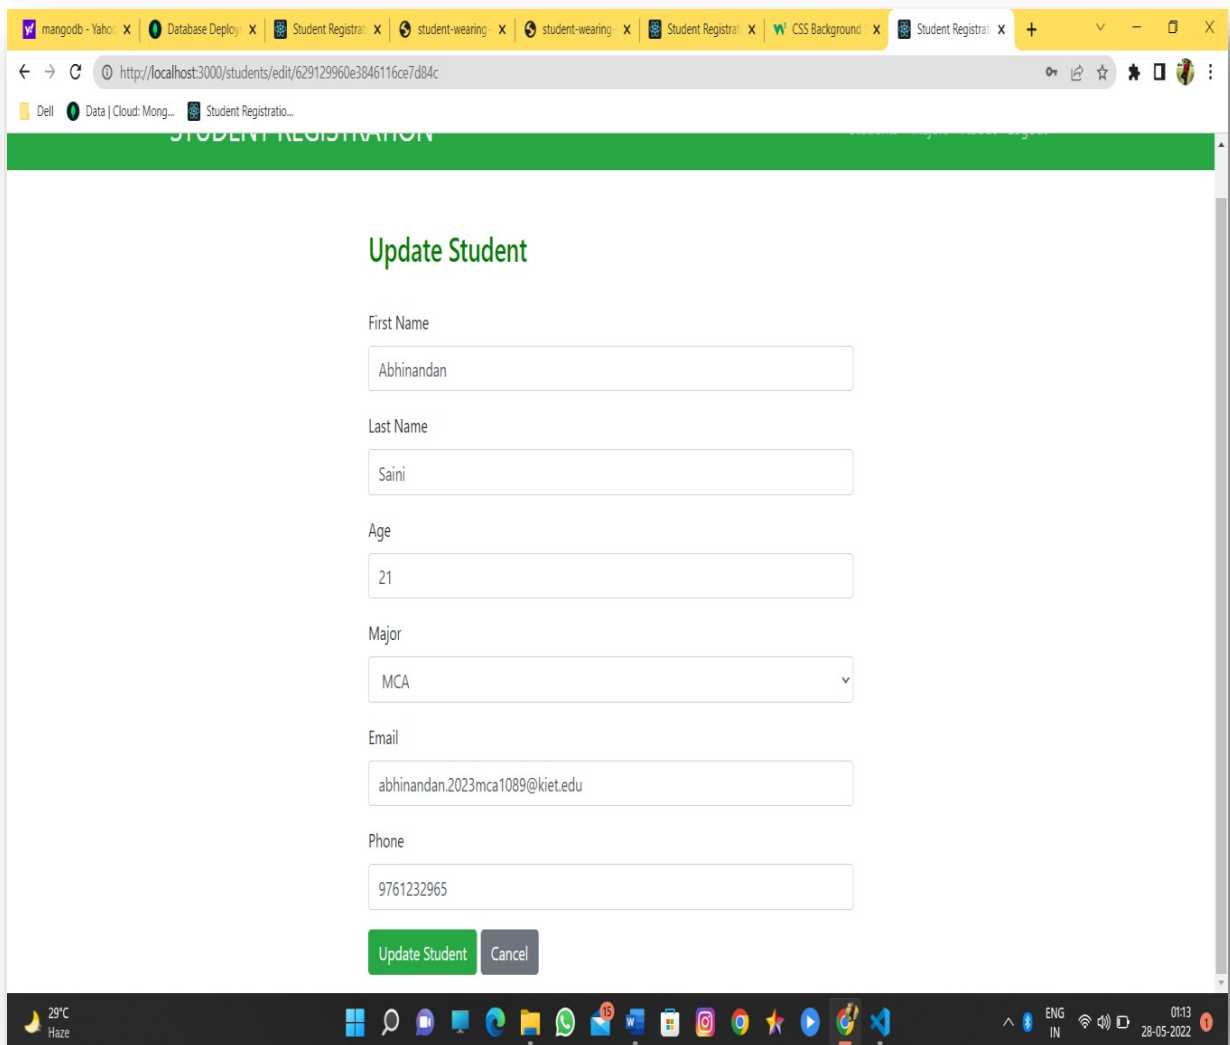 mangodb - Yaho
Database Deploy
Student Registrat
student-wearing-
student-wearing-
Student Registrat
CSS Background
Student Registrat
http://localhost:3000/students/edit/629129960e3846116ce7d84c
Dell
Data | Cloud: Mong...
Student Registratio...
STUDENT REGISTRATION
Update Student
First Name
Abhinandan
Last Name
Saini
Age
21
Major
MCA
Email
abhinandan.2023mca1089@kiet.edu
Phone
9761232965
Update Student
Cancel
29°C
Haze
15
ENG
IN
01:13
28-05-2022
1